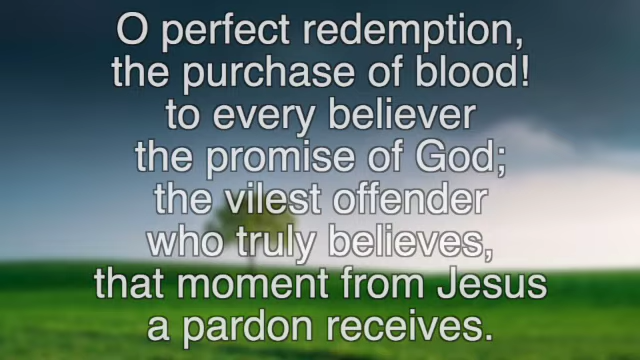 O perfect redemption,
the purchase of blood!
to every believer
the promise of God;
the vilest offender
who truly believes,
that moment from Jesus
a pardon receives.